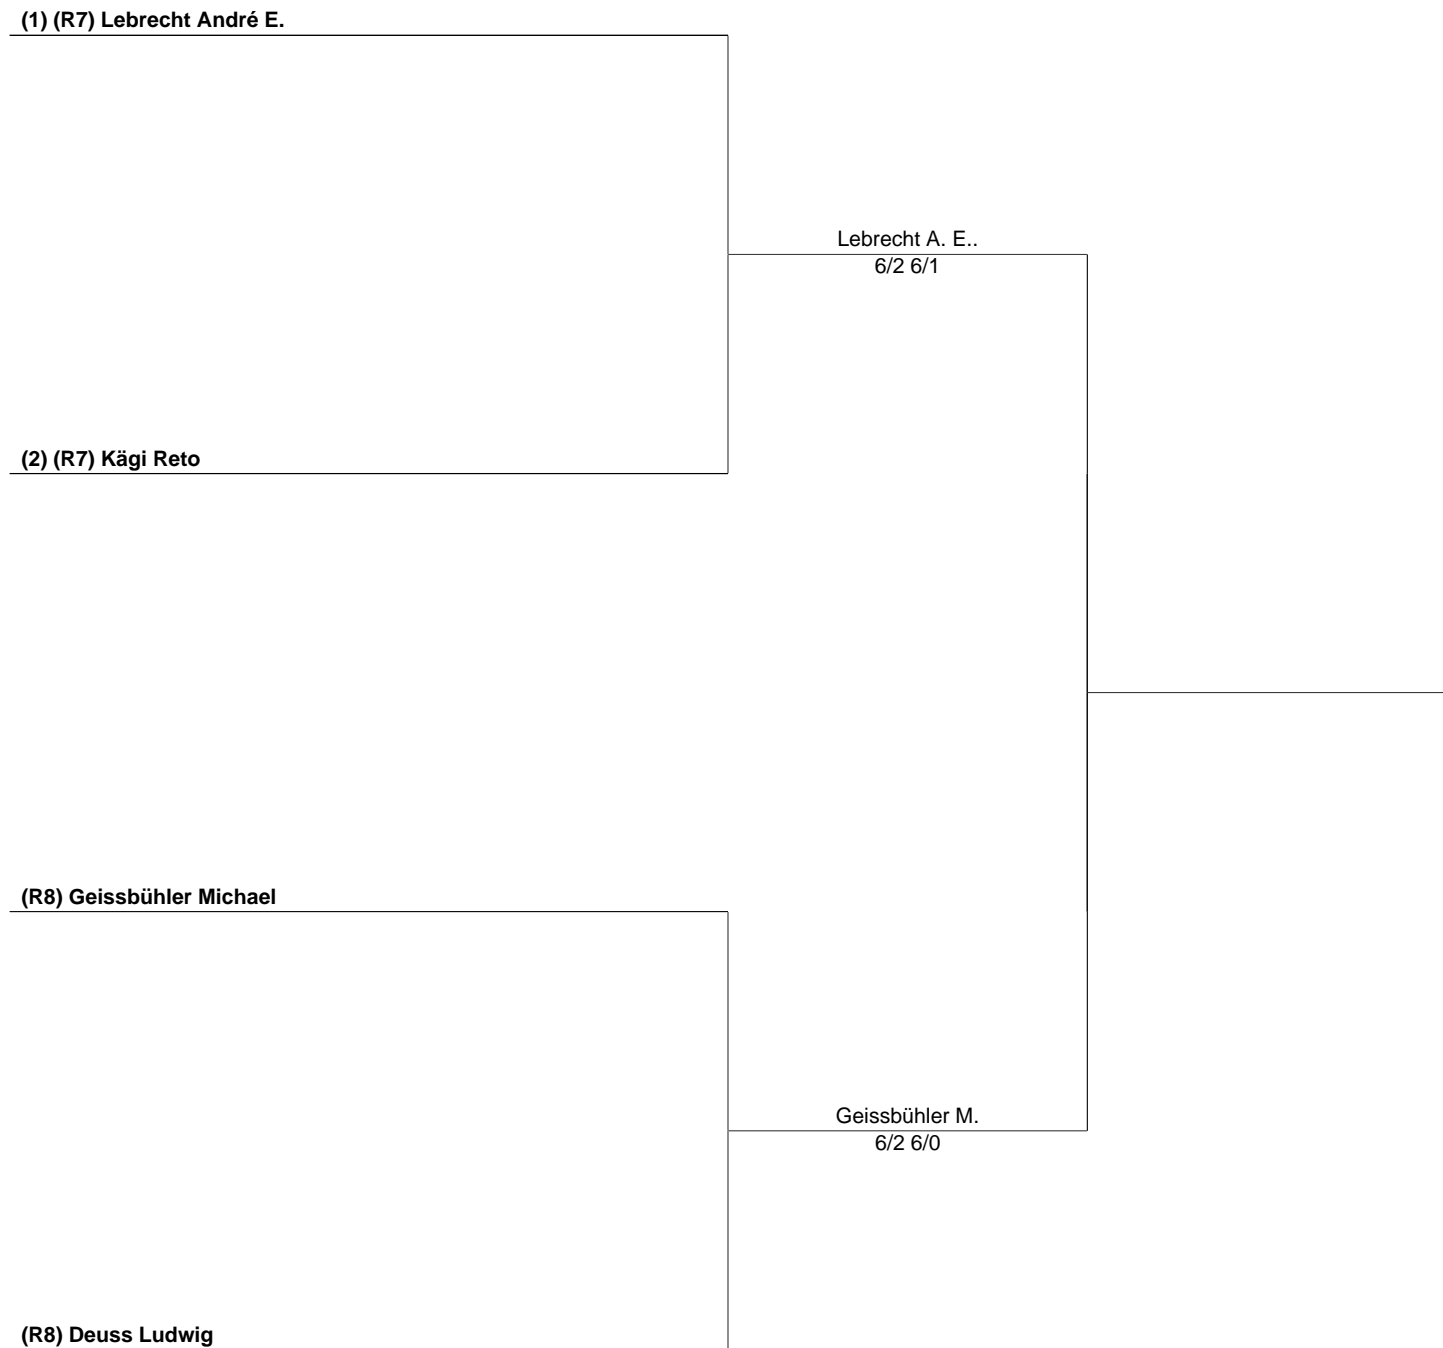 (1) (R7) Lebrecht André E.
Lebrecht A. E..
6/2 6/1
(2) (R7) Kägi Reto
(R8) Geissbühler Michael
Geissbühler M.
6/2 6/0
(R8) Deuss Ludwig